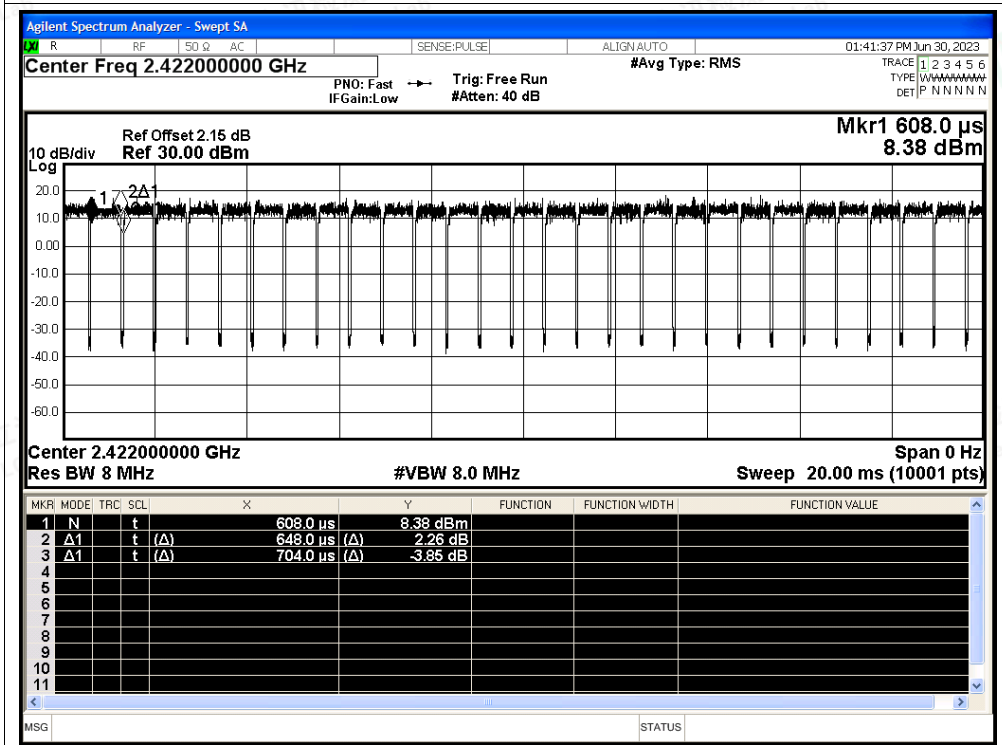 Agilent Spectrum Analyzer - Swept SA
LXI R RF 50 Ω AC SENSE:PULSE ALIGN AUTO 01:41:37 PM Jun 30, 2023
Center Freq 2.422000000 GHz #Avg Type: RMS TRACE 1 2 3 4 5 6
PNO: Fast Trig: Free Run TYPE WWWWWW
IFGain:Low #Atten: 40 dB DET P N N N N N
Mkr1 608.0 µs
Ref Offset 2.15 dB
10 dB/div Ref 30.00 dBm 8.38 dBm
Log
20.0
1 2Δ1
10.0
0.00
-10.0
-20.0
-30.0
-40.0
-50.0
-60.0
Center 2.422000000 GHz Span 0 Hz
Res BW 8 MHz #VBW 8.0 MHz Sweep 20.00 ms (10001 pts)
MKR MODE TRC SCL X Y FUNCTION FUNCTION WIDTH FUNCTION VALUE
1 N t 608.0 µs 8.38 dBm
2 Δ1 t (Δ) 648.0 µs (Δ) 2.26 dB
3 Δ1 t (Δ) 704.0 µs (Δ) -3.85 dB
4
5
6
7
8
9
10
11
MSG STATUS